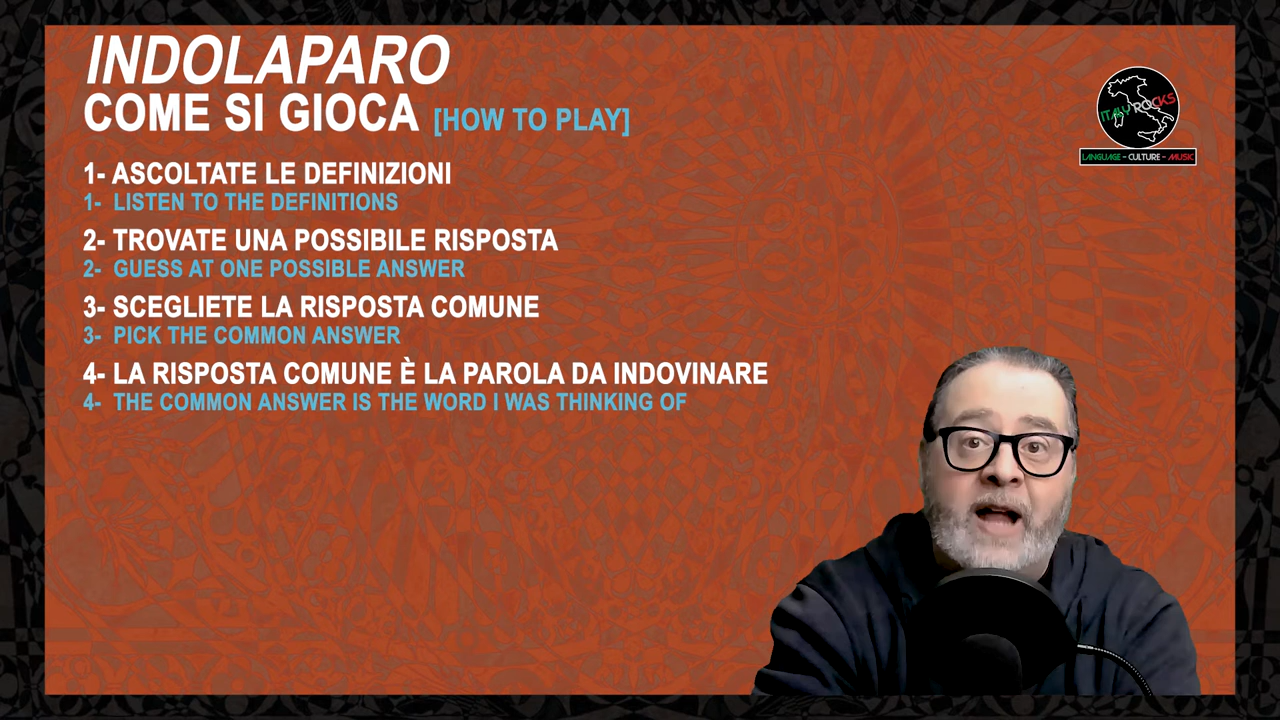 INDOLAPARO
COME SI GIOCA [HOW TO PLAY]
1- ASCOLTATE LE DEFINIZIONI
1- LISTEN TO THE DEFINITIONS
2- TROVATE UNA POSSIBILE RISPOSTA
2- GUESS AT ONE POSSIBLE ANSWER
3- SCEGLIETE LA RISPOSTA COMUNE
3- PICK THE COMMON ANSWER
4- LA RISPOSTA COMUNE È LA PAROLA DA INDOVINARE
4- THE COMMON ANSWER IS THE WORD I WAS THINKING OF
ITALY ROCKS
LANGUAGE - CULTURE - MUSIC